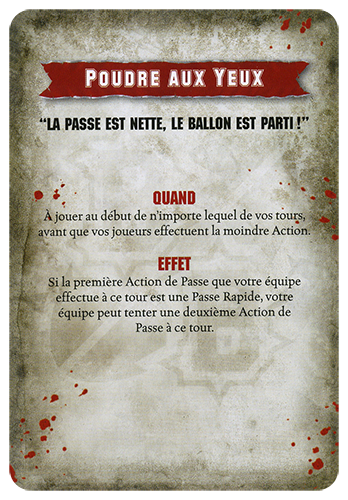 POUDRE AUX YEUX
“LA PASSE EST NETTE, LE BALLON EST PARTI !”
QUAND
À jouer au début de n’importe lequel de vos tours,
avant que vos joueurs effectuent la moindre Action.
EFFET
Si la première Action de Passe que votre équipe
effectue à ce tour est une Passe Rapide, votre
équipe peut tenter une deuxième Action de
Passe à ce tour.